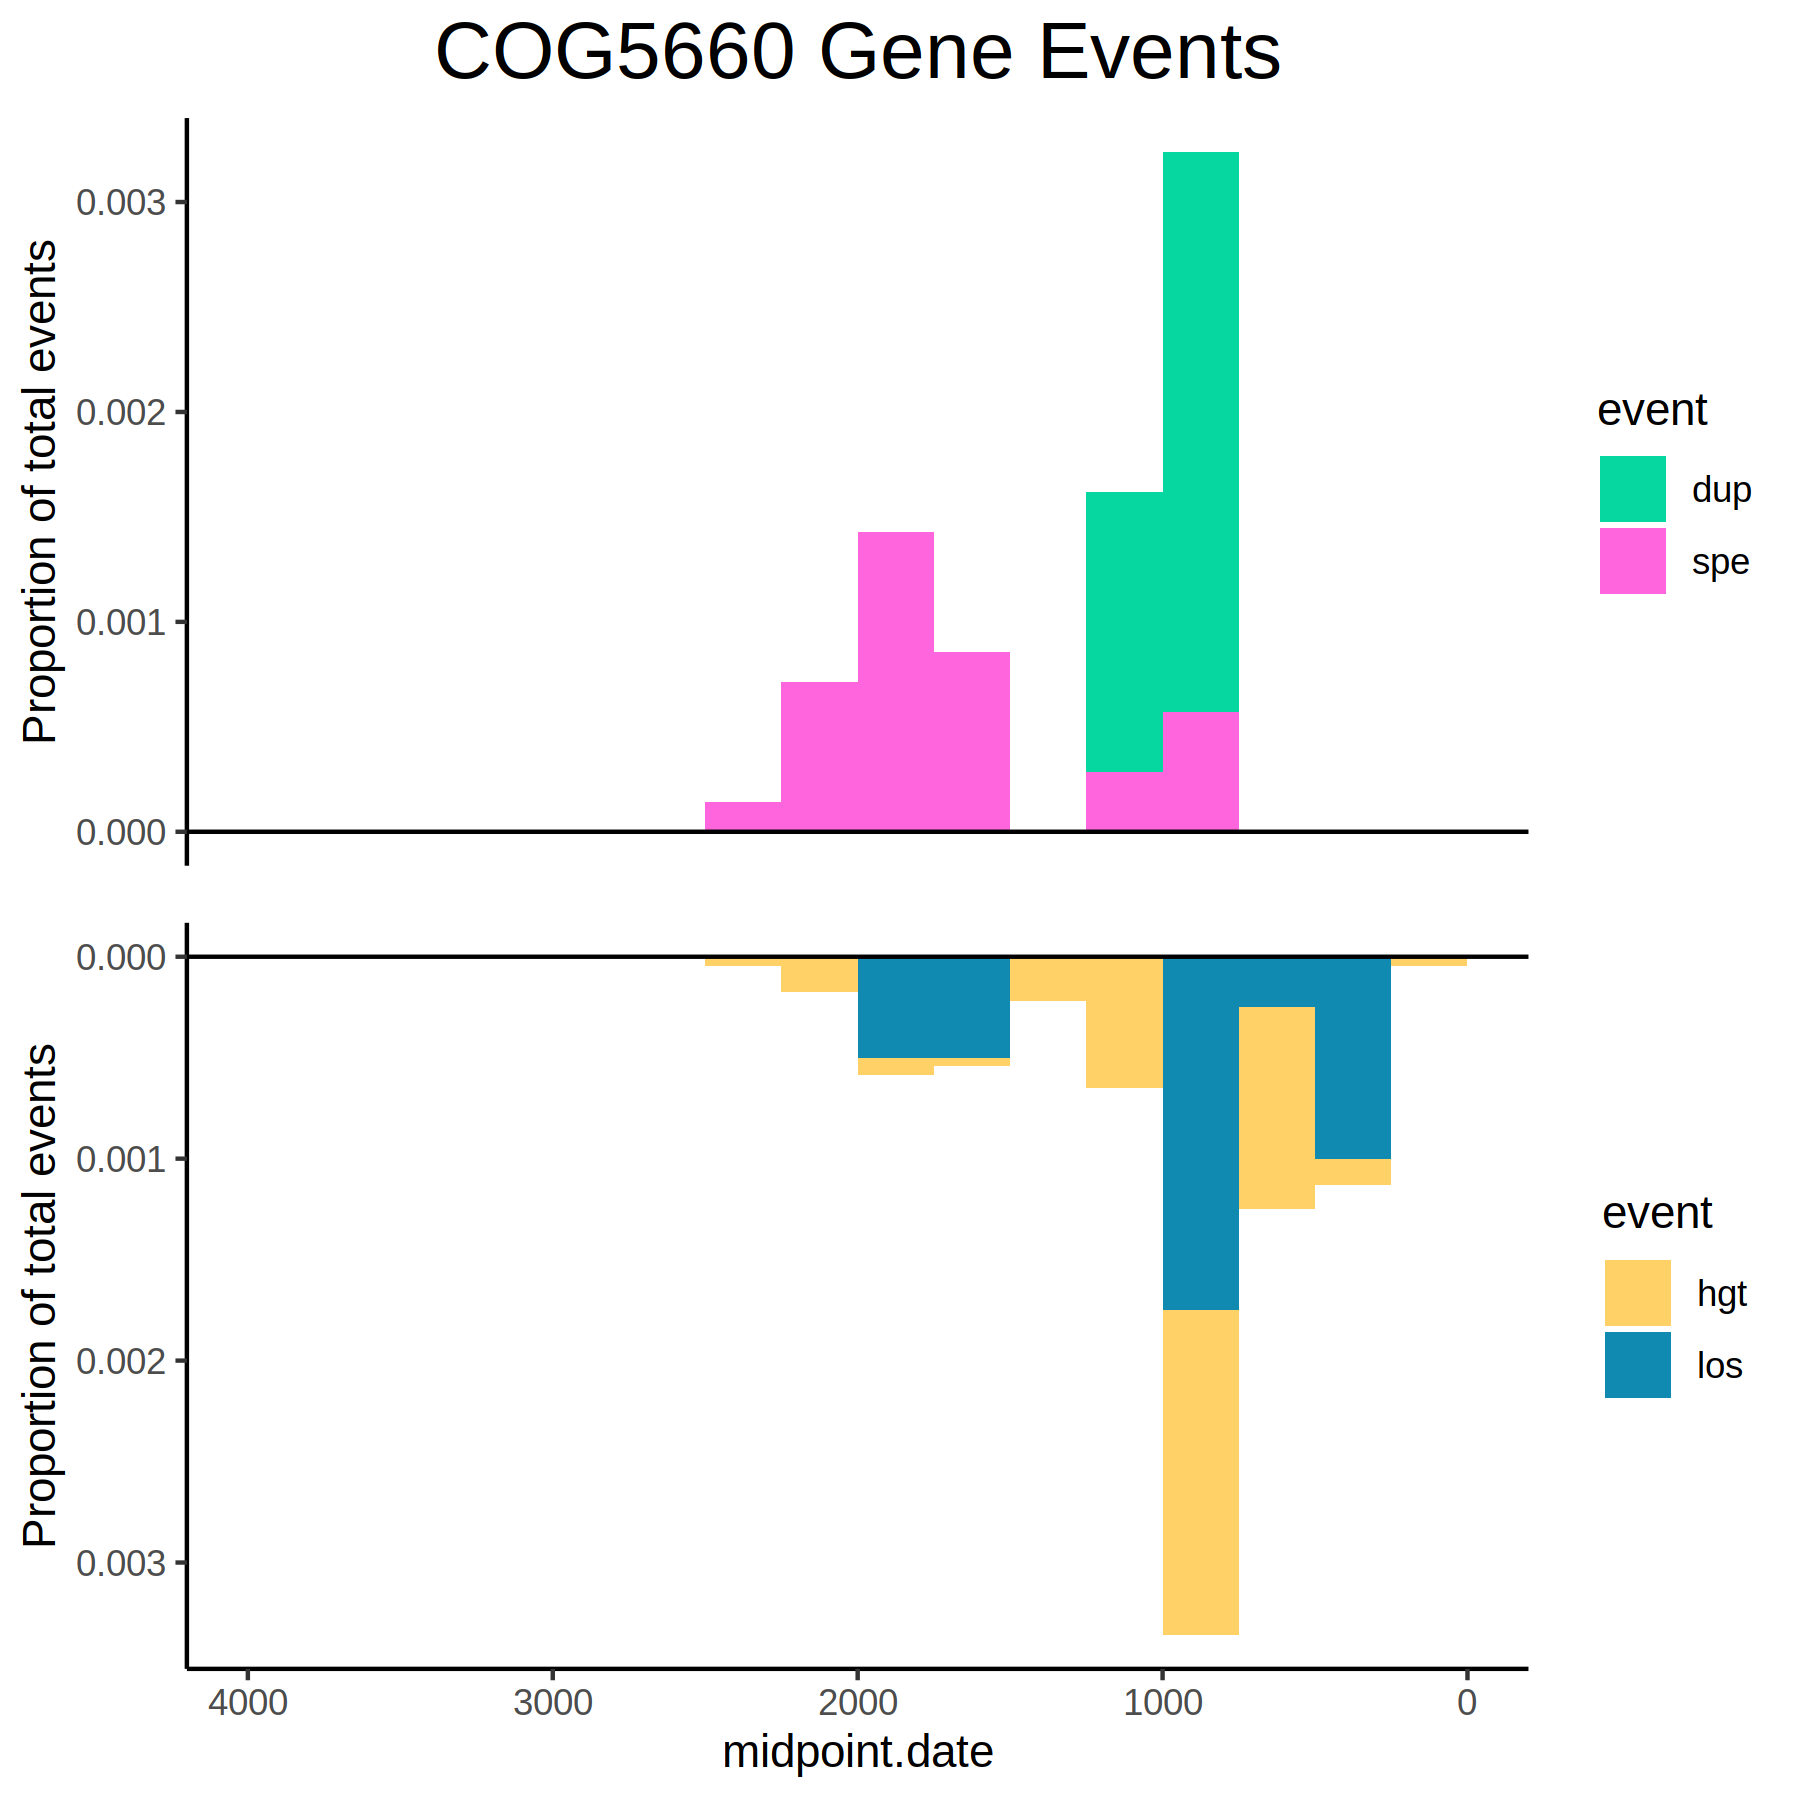 COG5660 Gene Events
Proportion of total events
0.003
0.002
0.001
0.000
event
dup
spe
Proportion of total events
0.000
0.001
0.002
0.003
event
hgt
los
4000 3000 2000 1000 0
midpoint.date